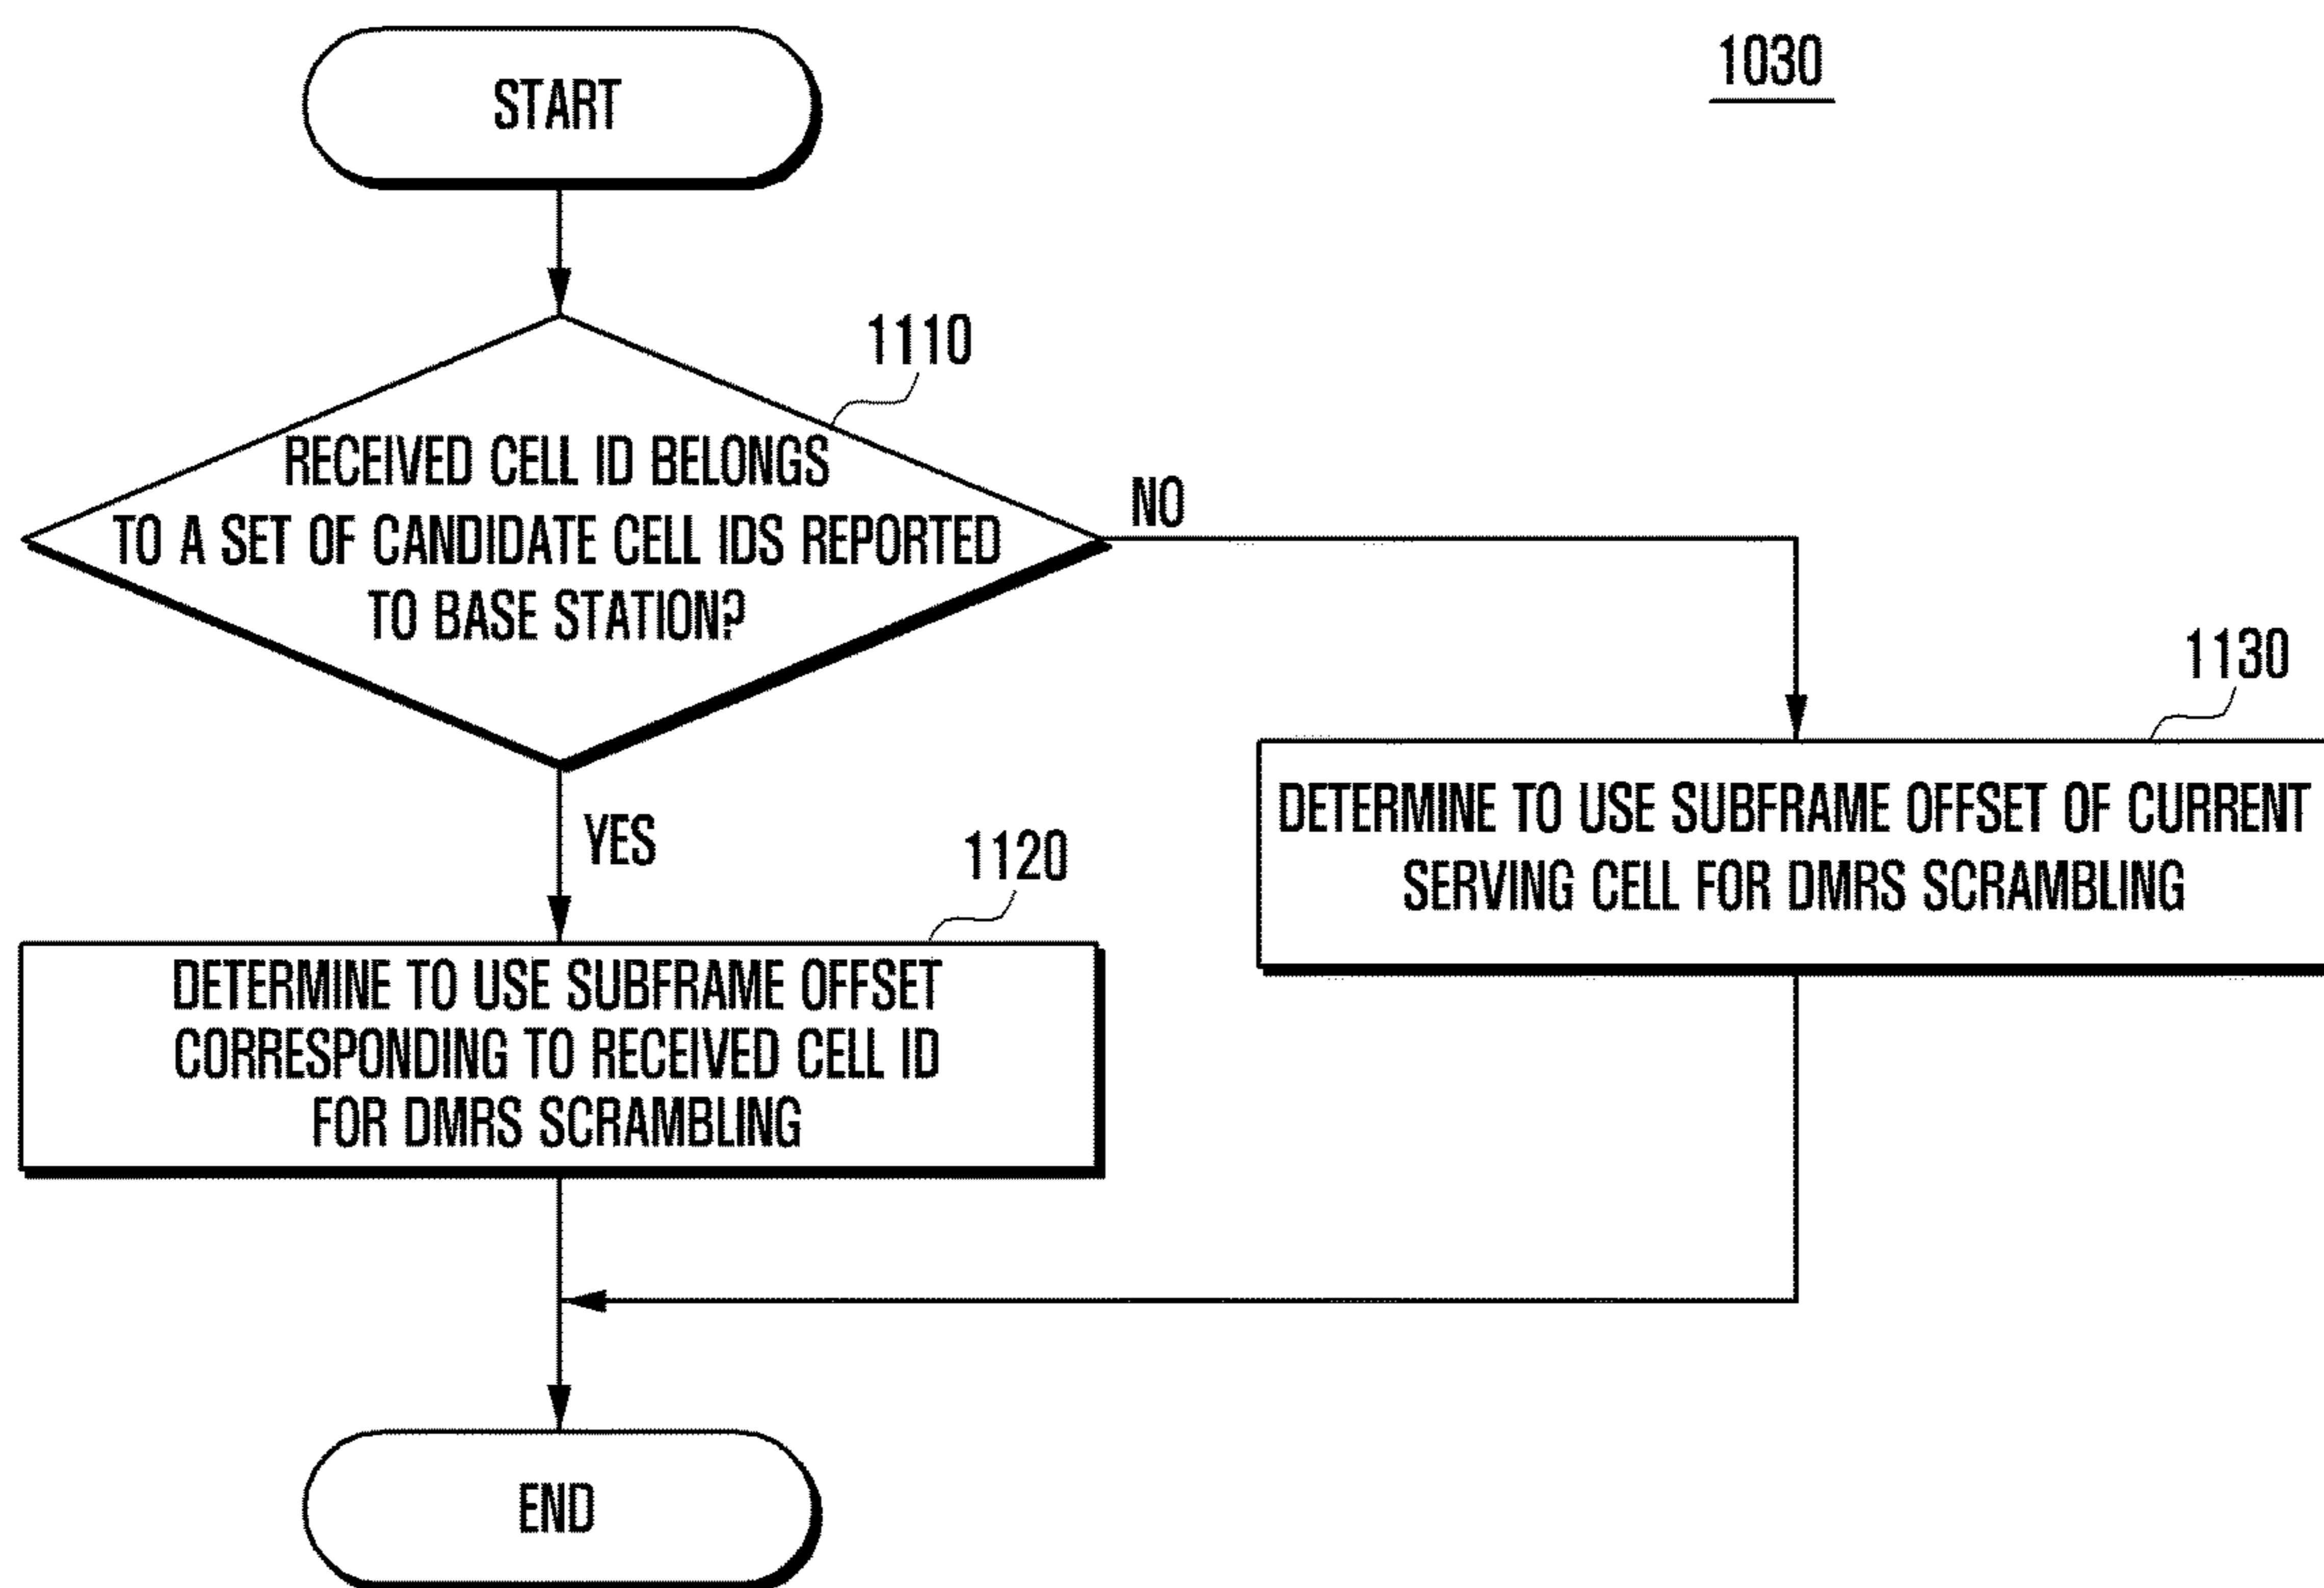 START
1030
1110
RECEIVED CELL ID BELONGS
TO A SET OF CANDIDATE CELL IDS REPORTED
TO BASE STATION?
NO
YES
1130
DETERMINE TO USE SUBFRAME OFFSET OF CURRENT
SERVING CELL FOR DMRS SCRAMBLING
1120
DETERMINE TO USE SUBFRAME OFFSET
CORRESPONDING TO RECEIVED CELL ID
FOR DMRS SCRAMBLING
END